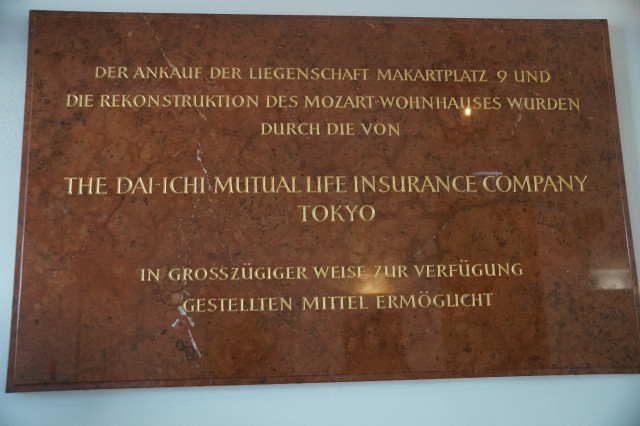 DER ANKAUF DER LIEGENSCHAFT MAKARTPLATZ 9 UND
DIE REKONSTRUKTION DES MOZART-WOHNHAUSES WURDEN
DURCH DIE VON
THE DAI-ICHI MUTUAL LIFE INSURANCE COMPANY
TOKYO
IN GROSSZÜGIGER WEISE ZUR VERFÜGUNG
GESTELLTEN MITTEL ERMÖGLICHT